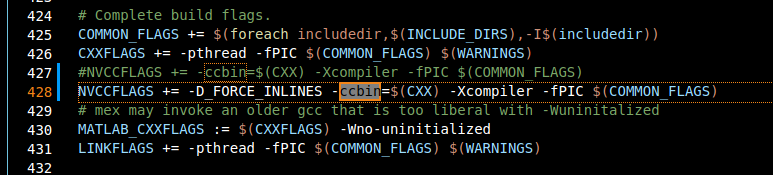 424 # Complete build flags.
425 COMMON_FLAGS += $(foreach includedir,$(INCLUDE_DIRS),-I$(includedir))
426 CXXFLAGS += -pthread -fPIC $(COMMON_FLAGS) $(WARNINGS)
427 #NVCCFLAGS += -ccbin=$(CXX) -Xcompiler -fPIC $(COMMON_FLAGS)
428 NVCCFLAGS += -D_FORCE_INLINES -ccbin=$(CXX) -Xcompiler -fPIC $(COMMON_FLAGS)
429 # mex may invoke an older gcc that is too liberal with -Wuninitalized
430 MATLAB_CXXFLAGS := $(CXXFLAGS) -Wno-uninitialized
431 LINKFLAGS += -pthread -fPIC $(COMMON_FLAGS) $(WARNINGS)
432